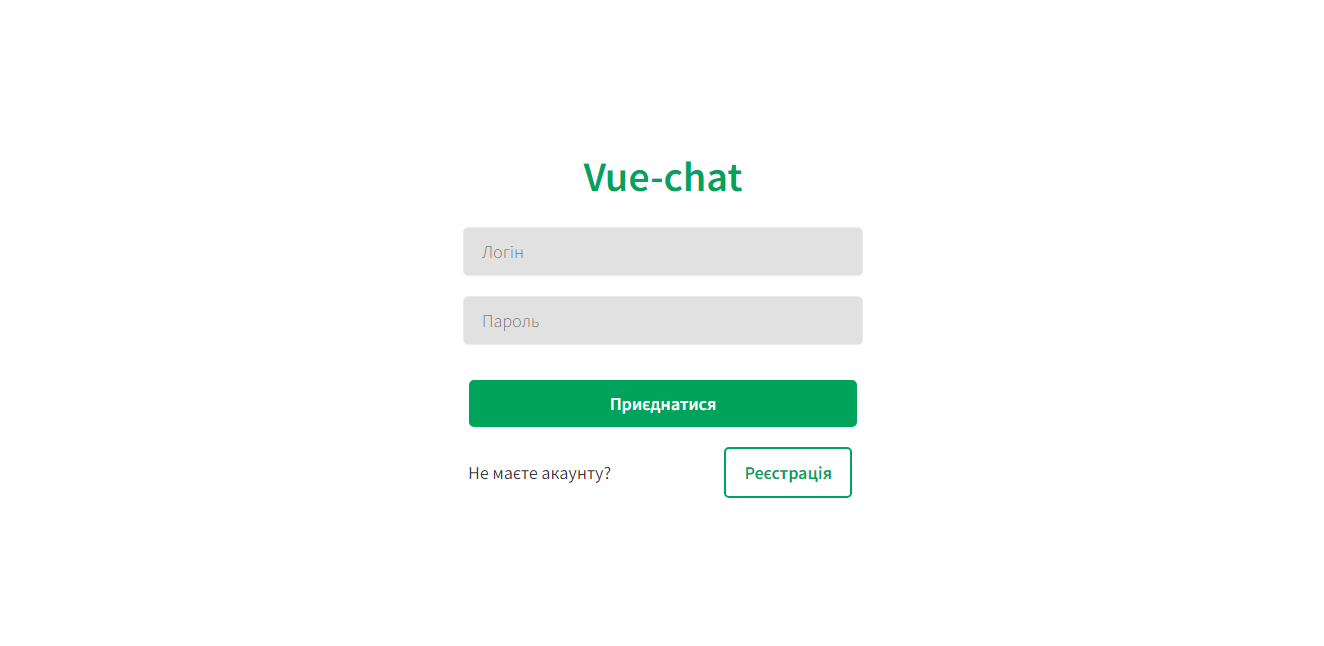 Vue-chat
Логін
Пароль
Приєднатися
Не маєте акаунту?
Реєстрація